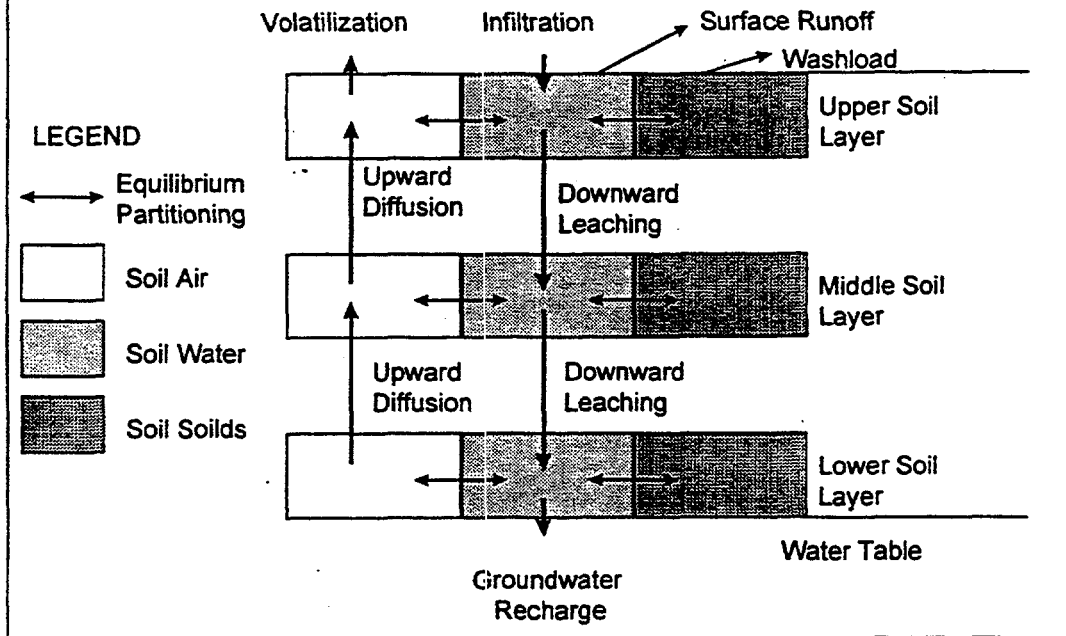 Volatilization
Infiltration
Surface Runoff
Washload
Upper Soil
Layer
LEGEND
Equilibrium
Partitioning
Upward
Diffusion
Downward
Leaching
Soil Air
Middle Soil
Layer
Soil Water
Upward
Diffusion
Downward
Leaching
Soil Soilds
Lower Soil
Layer
Water Table
Groundwater
Recharge